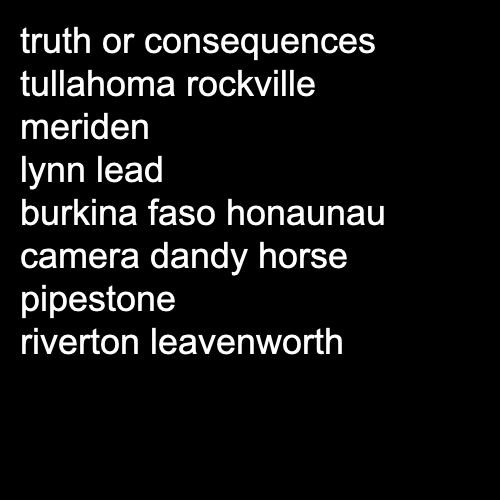 truth or consequences
tullahoma rockville
meriden
lynn lead
burkina faso honaunau
camera dandy horse
pipestone
riverton leavenworth